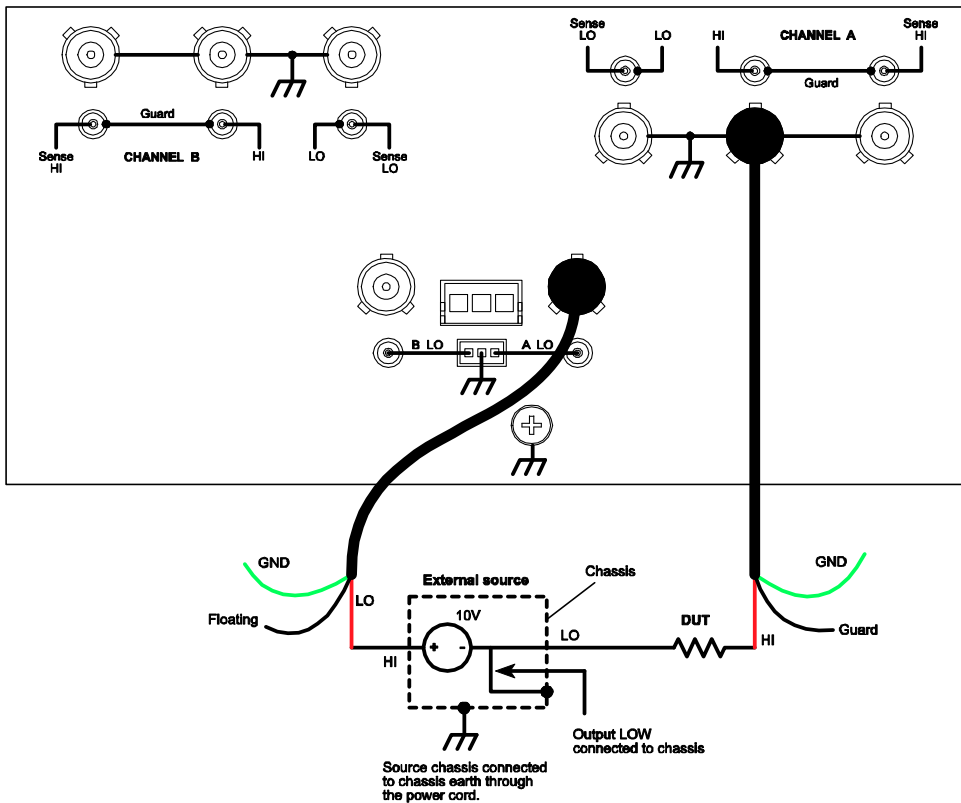 Sense
LO
LO
HI
CHANNEL A
Sense
HI
Guard
Guard
Sense
HI
CHANNEL B
HI
LO
Sense
LO
B LO
A LO
GND
Floating
LO
External source
Chassis
10V
+
-
HI
LO
DUT
HI
GND
Guard
Output LOW
connected to chassis
Source chassis connected
to chassis earth through
the power cord.